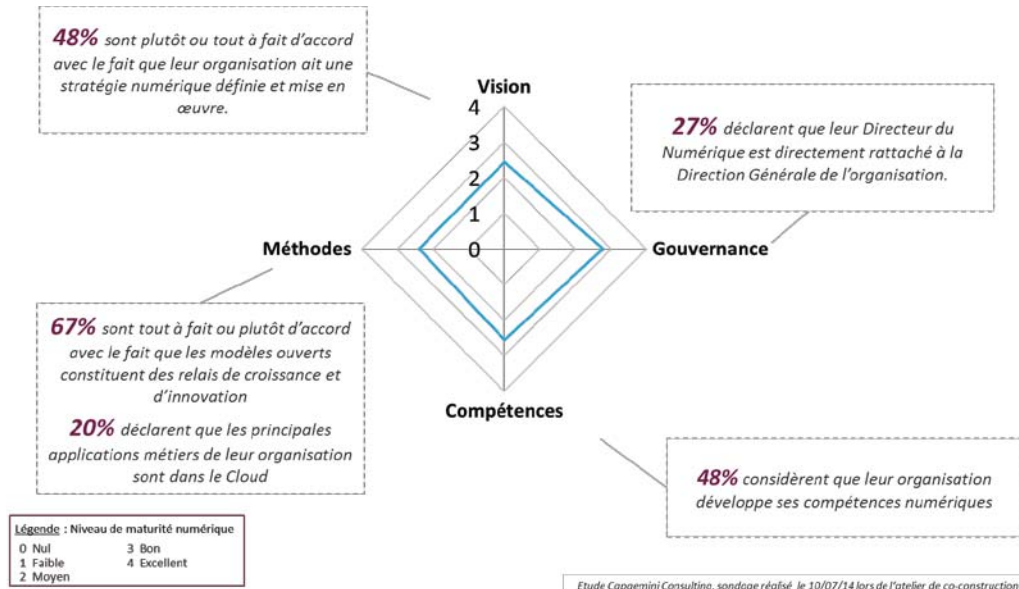 48% sont plutôt ou tout à fait d’accord
avec le fait que leur organisation ait une
stratégie numérique définie et mise en
œuvre.
Vision
27% déclarent que leur Directeur du
Numérique est directement rattaché à la
Direction Générale de l’organisation.
4
3
2
1
0
Méthodes
Gouvernance
67% sont tout à fait ou plutôt d’accord
avec le fait que les modèles ouverts
constituent des relais de croissance et
d’innovation
20% déclarent que les principales
applications métiers de leur organisation
sont dans le Cloud
Compétences
48% considèrent que leur organisation
développe ses compétences numériques
Légende : Niveau de maturité numérique
0 Nul
1 Faible
2 Moyen
3 Bon
4 Excellent
Etude Capgemini Consulting, sondage réalisé le 10/07/14 lors de l’atelier de co-construction